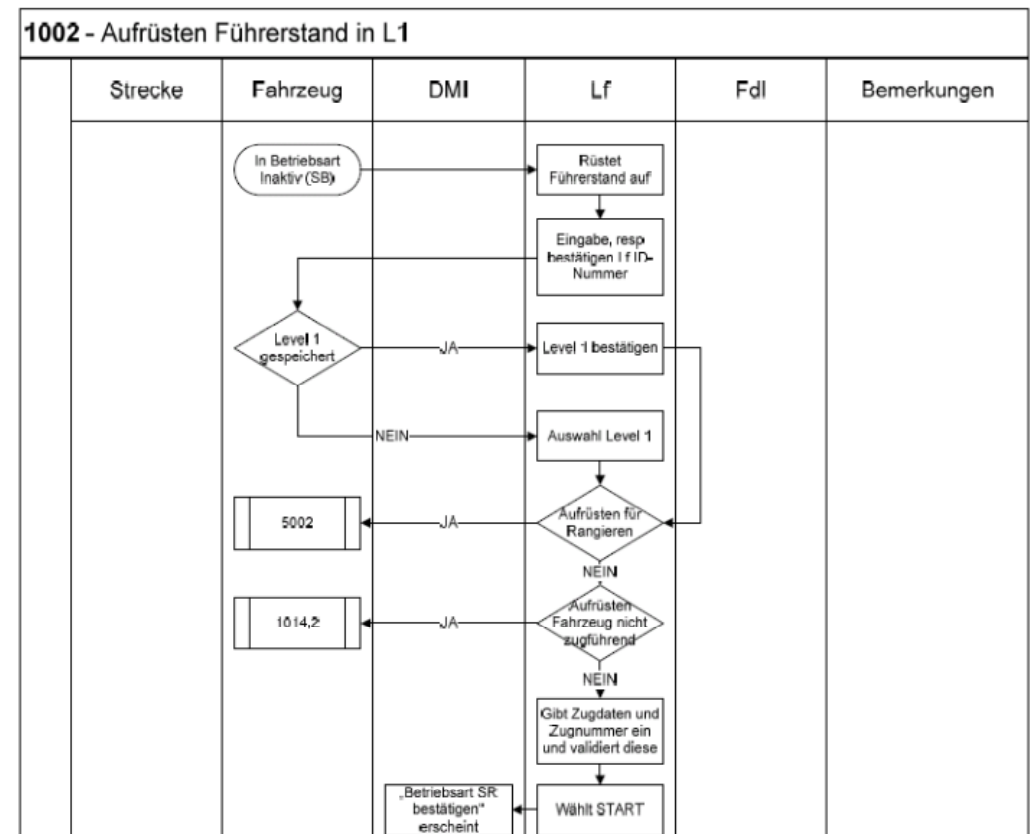 1002 - Aufrüsten Führerstand in L1
Strecke
Fahrzeug
DMI
Lf
Fdl
Bemerkungen
In Betriebsart
Inaktiv (SB)
Rüstet
Führerstand auf
Eingabe, resp
bestätigen Lf ID-
Nummer
Level 1
gespeichert
JA
Level 1 bestätigen
NEIN
Auswahl Level 1
Aufrüsten für
Rangieren
JA
5002
NEIN
Aufrüsten
Fahrzeug nicht
zugführend
JA
1014,2
NEIN
Gibt Zugdaten und
Zugnummer ein
und validiert diese
Wählt START
„Betriebsart SR
bestätigen"
erscheint